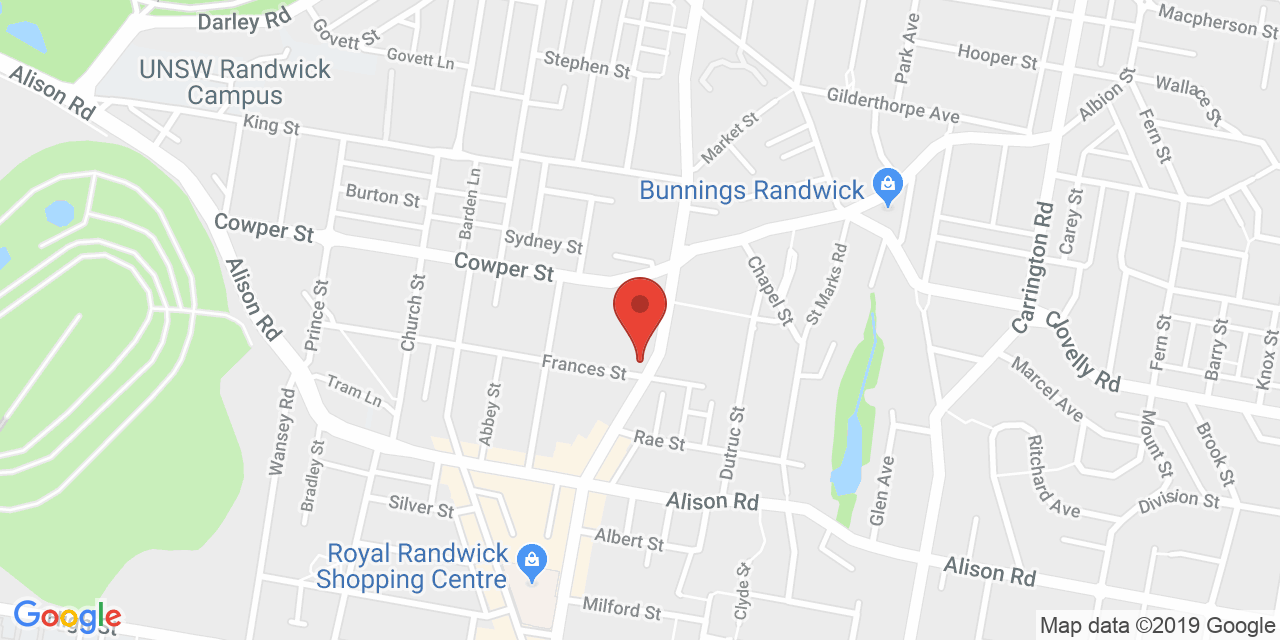 Darley Rd
Govett St
Govett Ln
Stephen St
Park Ave
Hooper St
Macpherson St
Wallace St
Alison Rd
UNSW Randwick
Campus
King St
Market St
Gilderthorpe Ave
Albion St
Fern St
Burton St
Barden Ln
Bunnings Randwick
Carey St
Cowper St
Sydney St
Cowper St
Carrington Rd
Alison Rd
Prince St
Church St
Chapel St
St Marks Rd
Clovelly Rd
Fern St
Barry St
Knox St
Frances St
Tram Ln
Marcel Ave
Wansey Rd
Abbey St
Bradley St
Rae St
Dutruc St
Ritchard Ave
Mount St
Brook St
Glen Ave
Division St
Silver St
Alison Rd
Albert St
Royal Randwick
Shopping Centre
Clyde St
Alison Rd
Milford St
Google
Map data ©2019 Google